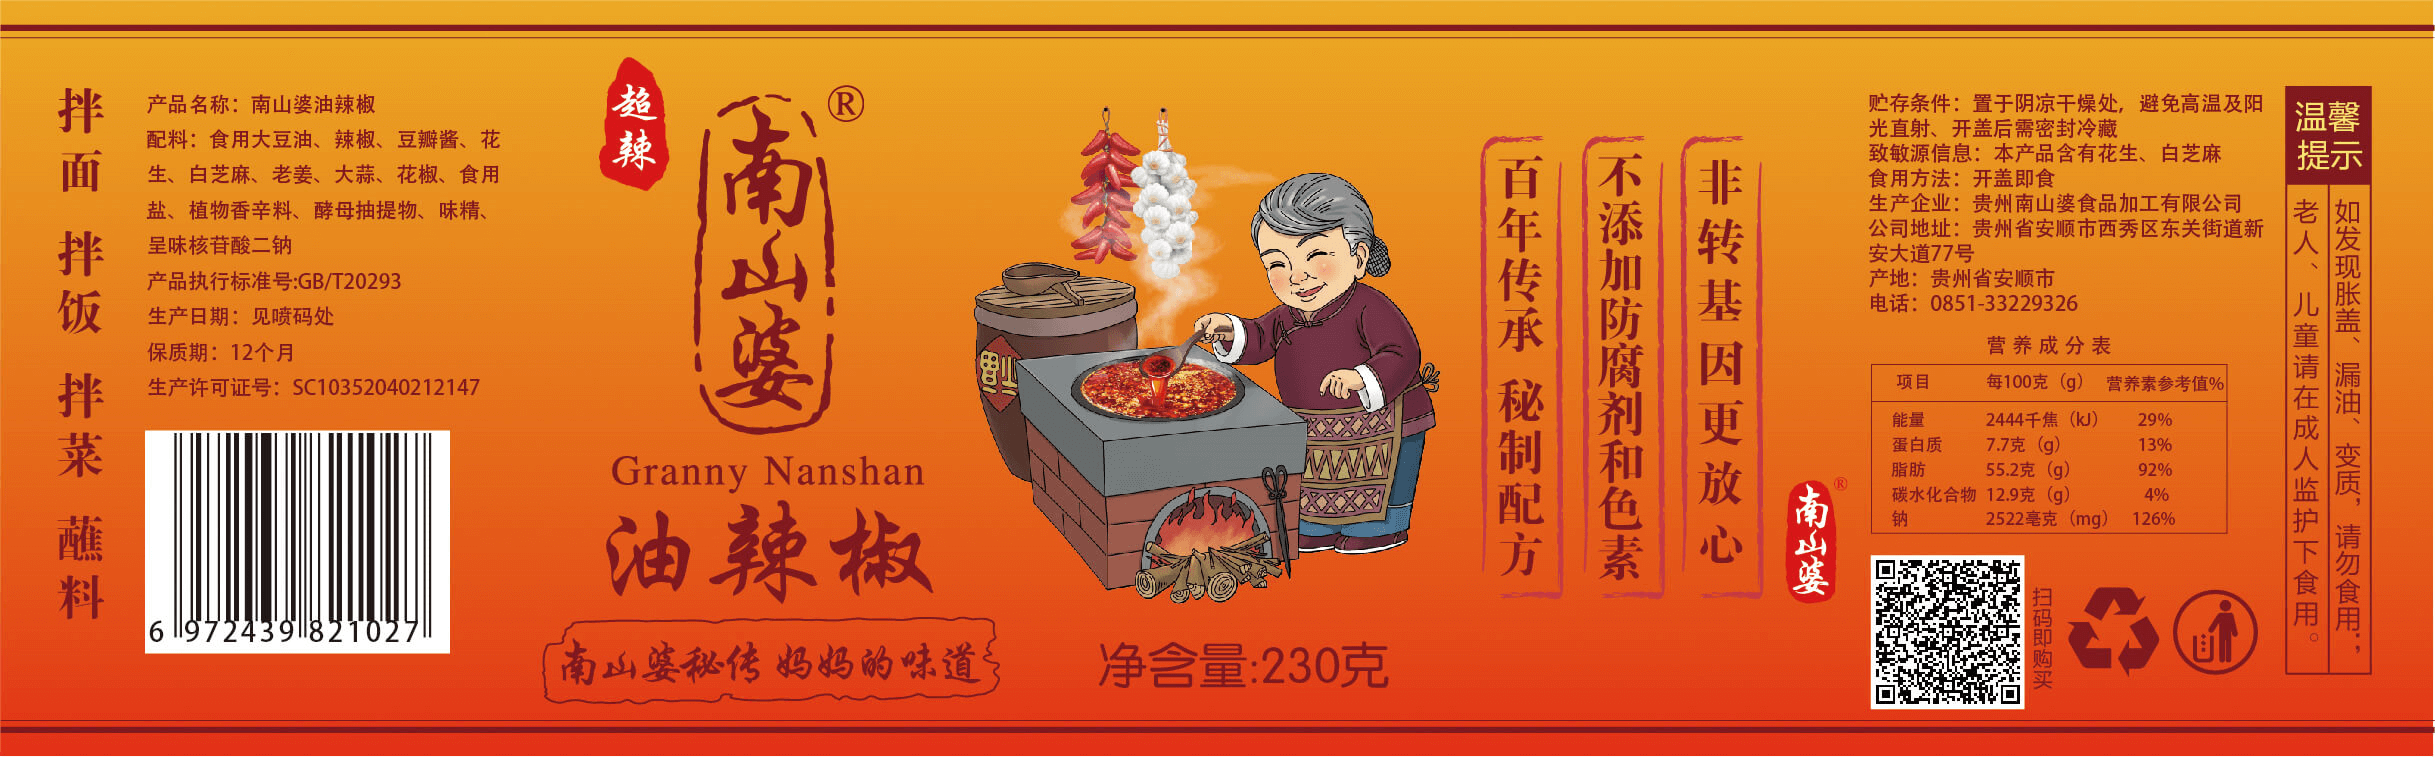 拌面 拌饭 拌菜 蘸料
产品名称：南山婆油辣椒
配料：食用大豆油、辣椒、豆瓣酱、花
生、白芝麻、老姜、大蒜、花椒、食用
盐、植物香辛料、酵母抽提物、味精、
呈味核苷酸二钠
产品执行标准号:GB/T20293
生产日期：见喷码处
保质期：12个月
生产许可证号：SC10352040212147
6 972439 821027
超辣
南山婆®
Granny Nanshan
油辣椒
南山婆秘传 妈妈的味道
净含量:230克
百年传承 秘制配方
不添加防腐剂和色素
非转基因更放心
南山婆®
贮存条件：置于阴凉干燥处，避免高温及阳
光直射、开盖后需密封冷藏
致敏源信息：本产品含有花生、白芝麻
食用方法：开盖即食
生产企业：贵州南山婆食品加工有限公司
公司地址：贵州省安顺市西秀区东关街道新
安大道77号
产地：贵州省安顺市
电话：0851-33229326
营养成分表
项目 每100克（g） 营养素参考值%
能量 2444千焦（kJ） 29%
蛋白质 7.7克（g） 13%
脂肪 55.2克（g） 92%
碳水化合物 12.9克（g） 4%
钠 2522毫克（mg） 126%
扫码即购买
温馨
提示
如发现胀盖、漏油、变质，请勿食用；
老人、儿童请在成人监护下食用。